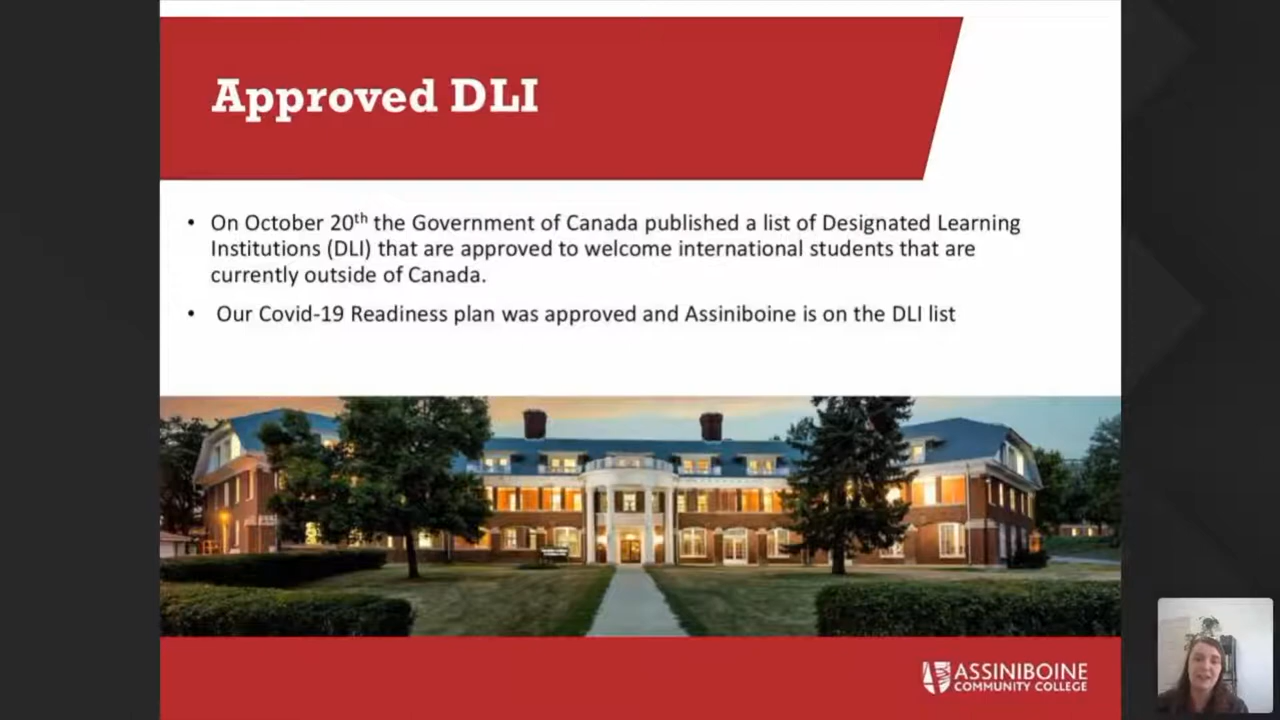 Approved DLI
• On October 20th the Government of Canada published a list of Designated Learning
Institutions (DLI) that are approved to welcome international students that are
currently outside of Canada.
• Our Covid-19 Readiness plan was approved and Assiniboine is on the DLI list
ASSINIBOINE
COMMUNITY COLLEGE